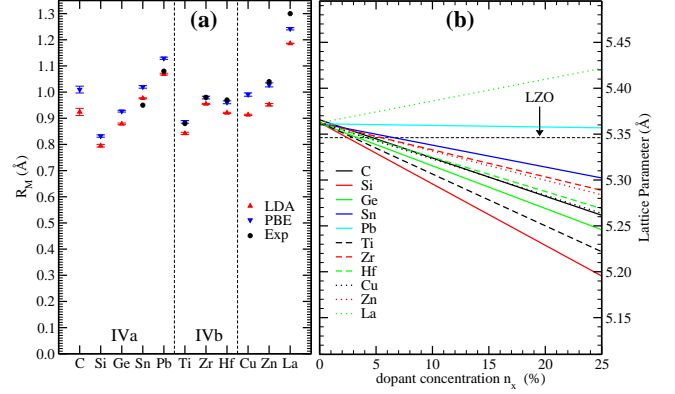 (a)
1.3
1.2
1.1
1.0
0.9
0.8
0.7
0.6
0.5
0.4
0.3
0.2
0.1
0.0
R_M (Å)
LDA
PBE
Exp
IVa
IVb
C Si Ge Sn Pb Ti Zr Hf Cu Zn La
(b)
LZO
C
Si
Ge
Sn
Pb
Ti
Zr
Hf
Cu
Zn
La
0 5 10 15 20 25
dopant concentration n_x (%)
5.40
5.35
5.30
5.25
5.20
5.15
Lattice Parameter (Å)